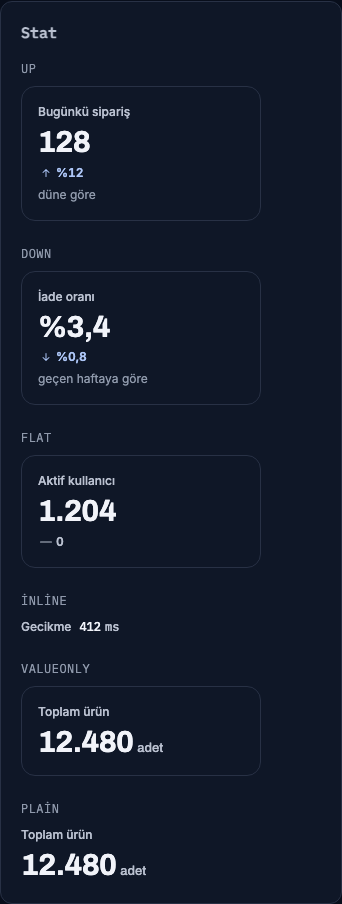 Stat
UP
Bugünkü sipariş
128
↑ %12
düne göre
DOWN
İade oranı
%3,4
↓ %0,8
geçen haftaya göre
FLAT
Aktif kullanıcı
1.204
— 0
İNLİNE
Gecikme 412 ms
VALUEONLY
Toplam ürün
12.480 adet
PLAİN
Toplam ürün
12.480 adet